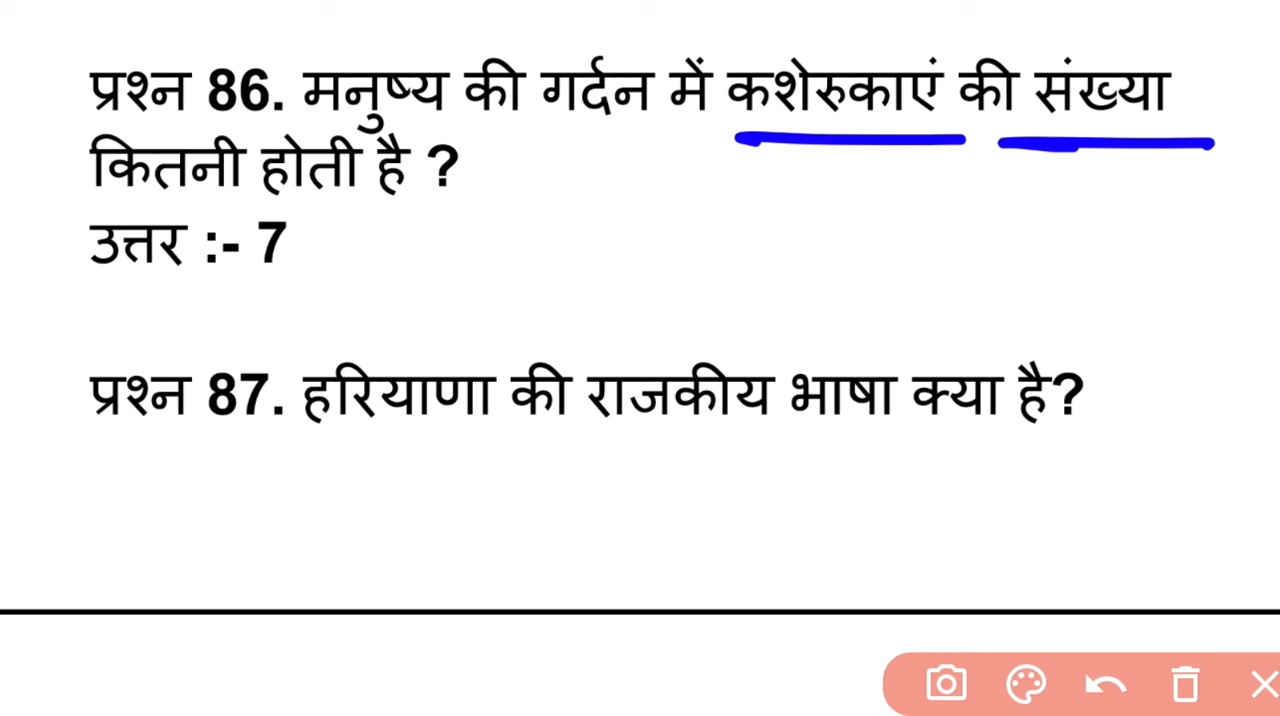 प्रश्न 86. मनुष्य की गर्दन में कशेरुकाएं की संख्या
कितनी होती है ?
उत्तर :- 7
प्रश्न 87. हरियाणा की राजकीय भाषा क्या है?